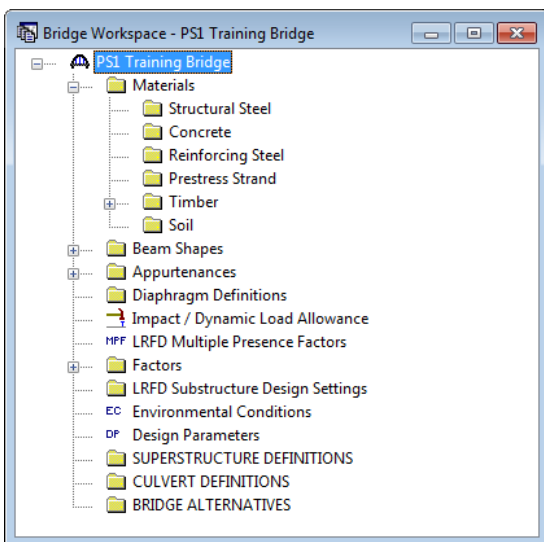 Bridge Workspace - PS1 Training Bridge
PS1 Training Bridge
Materials
Structural Steel
Concrete
Reinforcing Steel
Prestress Strand
Timber
Soil
Beam Shapes
Appurtenances
Diaphragm Definitions
Impact / Dynamic Load Allowance
MPF LRFD Multiple Presence Factors
Factors
LRFD Substructure Design Settings
EC Environmental Conditions
DP Design Parameters
SUPERSTRUCTURE DEFINITIONS
CULVERT DEFINITIONS
BRIDGE ALTERNATIVES